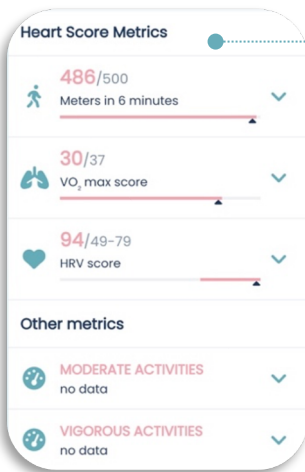 Heart Score Metrics
486/500
Meters in 6 minutes
30/37
VO₂ max score
94/49-79
HRV score
Other metrics
MODERATE ACTIVITIES
no data
VIGOROUS ACTIVITIES
no data